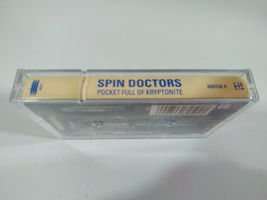 SPIN DOCTORS
POCKET FULL OF KRYPTONITE